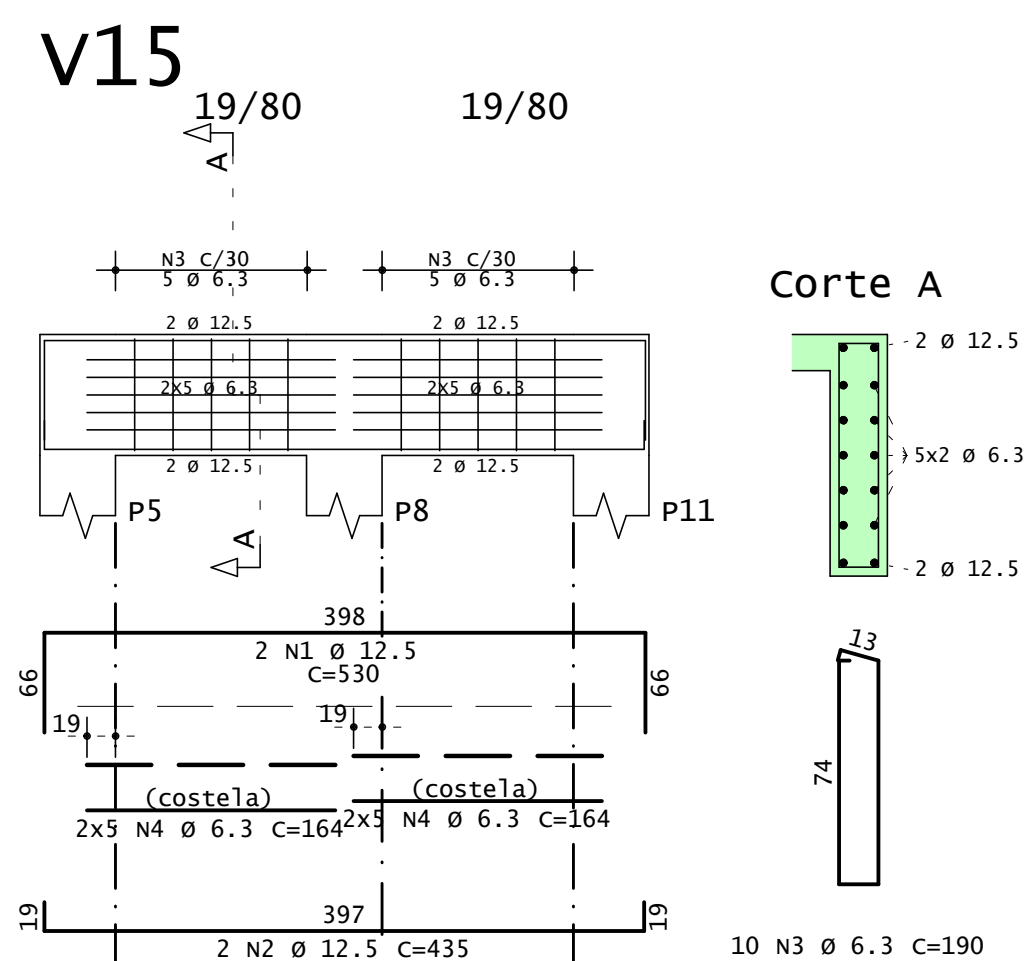 V15
19/80 19/80
A
N3 C/30 N3 C/30
5 Ø 6.3 5 Ø 6.3
Corte A
2 Ø 12.5 2 Ø 12.5
2 Ø 12.5
2X5 Ø 6.3 2X5 Ø 6.3
5x2 Ø 6.3
2 Ø 12.5 2 Ø 12.5
P5 P8 P11
A
2 Ø 12.5
398
2 N1 Ø 12.5
C=530
66 66
13
19 19
74
(costela) (costela)
2x5 N4 Ø 6.3 C=164 2x5 N4 Ø 6.3 C=164
19 397 19
2 N2 Ø 12.5 C=435
10 N3 Ø 6.3 C=190